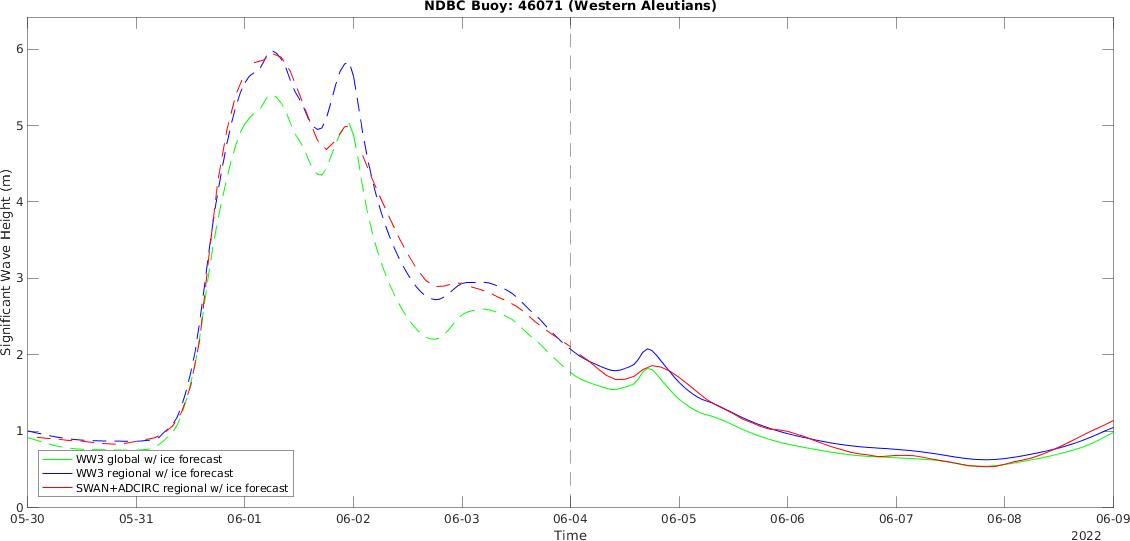 NDBC Buoy: 46071 (Western Aleutians)
Significant Wave Height (m)
6
5
4
3
2
1
0
WW3 global w/ ice forecast
WW3 regional w/ ice forecast
SWAN+ADCIRC regional w/ ice forecast
05-30 05-31 06-01 06-02 06-03 06-04 06-05 06-06 06-07 06-08 06-09
Time
2022